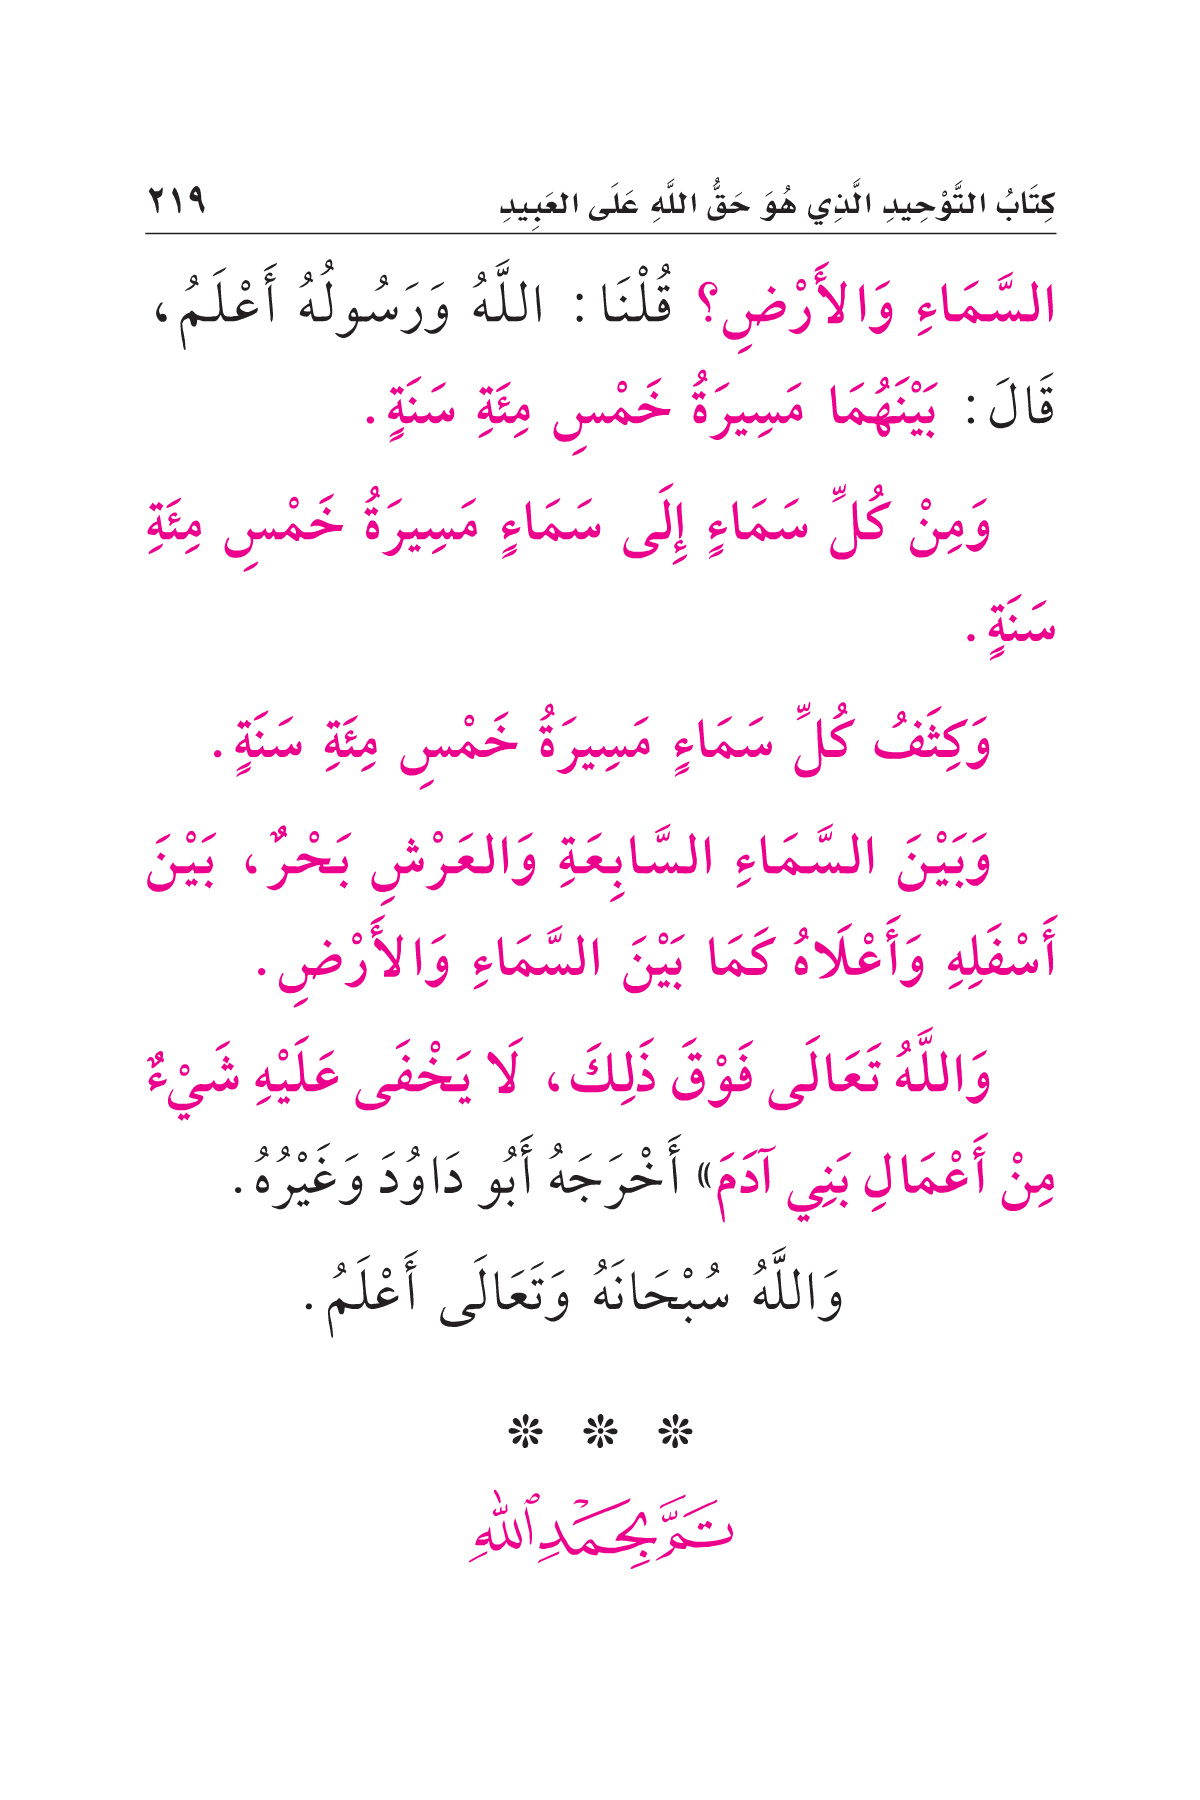 كِتَابُ التَّوْحِيدِ الَّذِي هُوَ حَقُّ اللَّهِ عَلَى العَبِيدِ ٢١٩
السَّمَاءِ وَالأَرْضِ؟ قُلْنَا: اللَّهُ وَرَسُولُهُ أَعْلَمُ،
قَالَ: بَيْنَهُمَا مَسِيرَةُ خَمْسِ مِئَةِ سَنَةٍ.
وَمِنْ كُلِّ سَمَاءٍ إِلَى سَمَاءٍ مَسِيرَةُ خَمْسِ مِئَةِ
سَنَةٍ.
وَكِثَفُ كُلِّ سَمَاءٍ مَسِيرَةُ خَمْسِ مِئَةِ سَنَةٍ.
وَبَيْنَ السَّمَاءِ السَّابِعَةِ وَالعَرْشِ بَحْرٌ، بَيْنَ
أَسْفَلِهِ وَأَعْلَاهُ كَمَا بَيْنَ السَّمَاءِ وَالأَرْضِ.
وَاللَّهُ تَعَالَى فَوْقَ ذَلِكَ، لَا يَخْفَى عَلَيْهِ شَيْءٌ
مِنْ أَعْمَالِ بَنِي آدَمَ» أَخْرَجَهُ أَبُو دَاوُدَ وَغَيْرُهُ.
وَاللَّهُ سُبْحَانَهُ وَتَعَالَى أَعْلَمُ.
تَمَّ بِحَمْدِ ٱللَّهِ